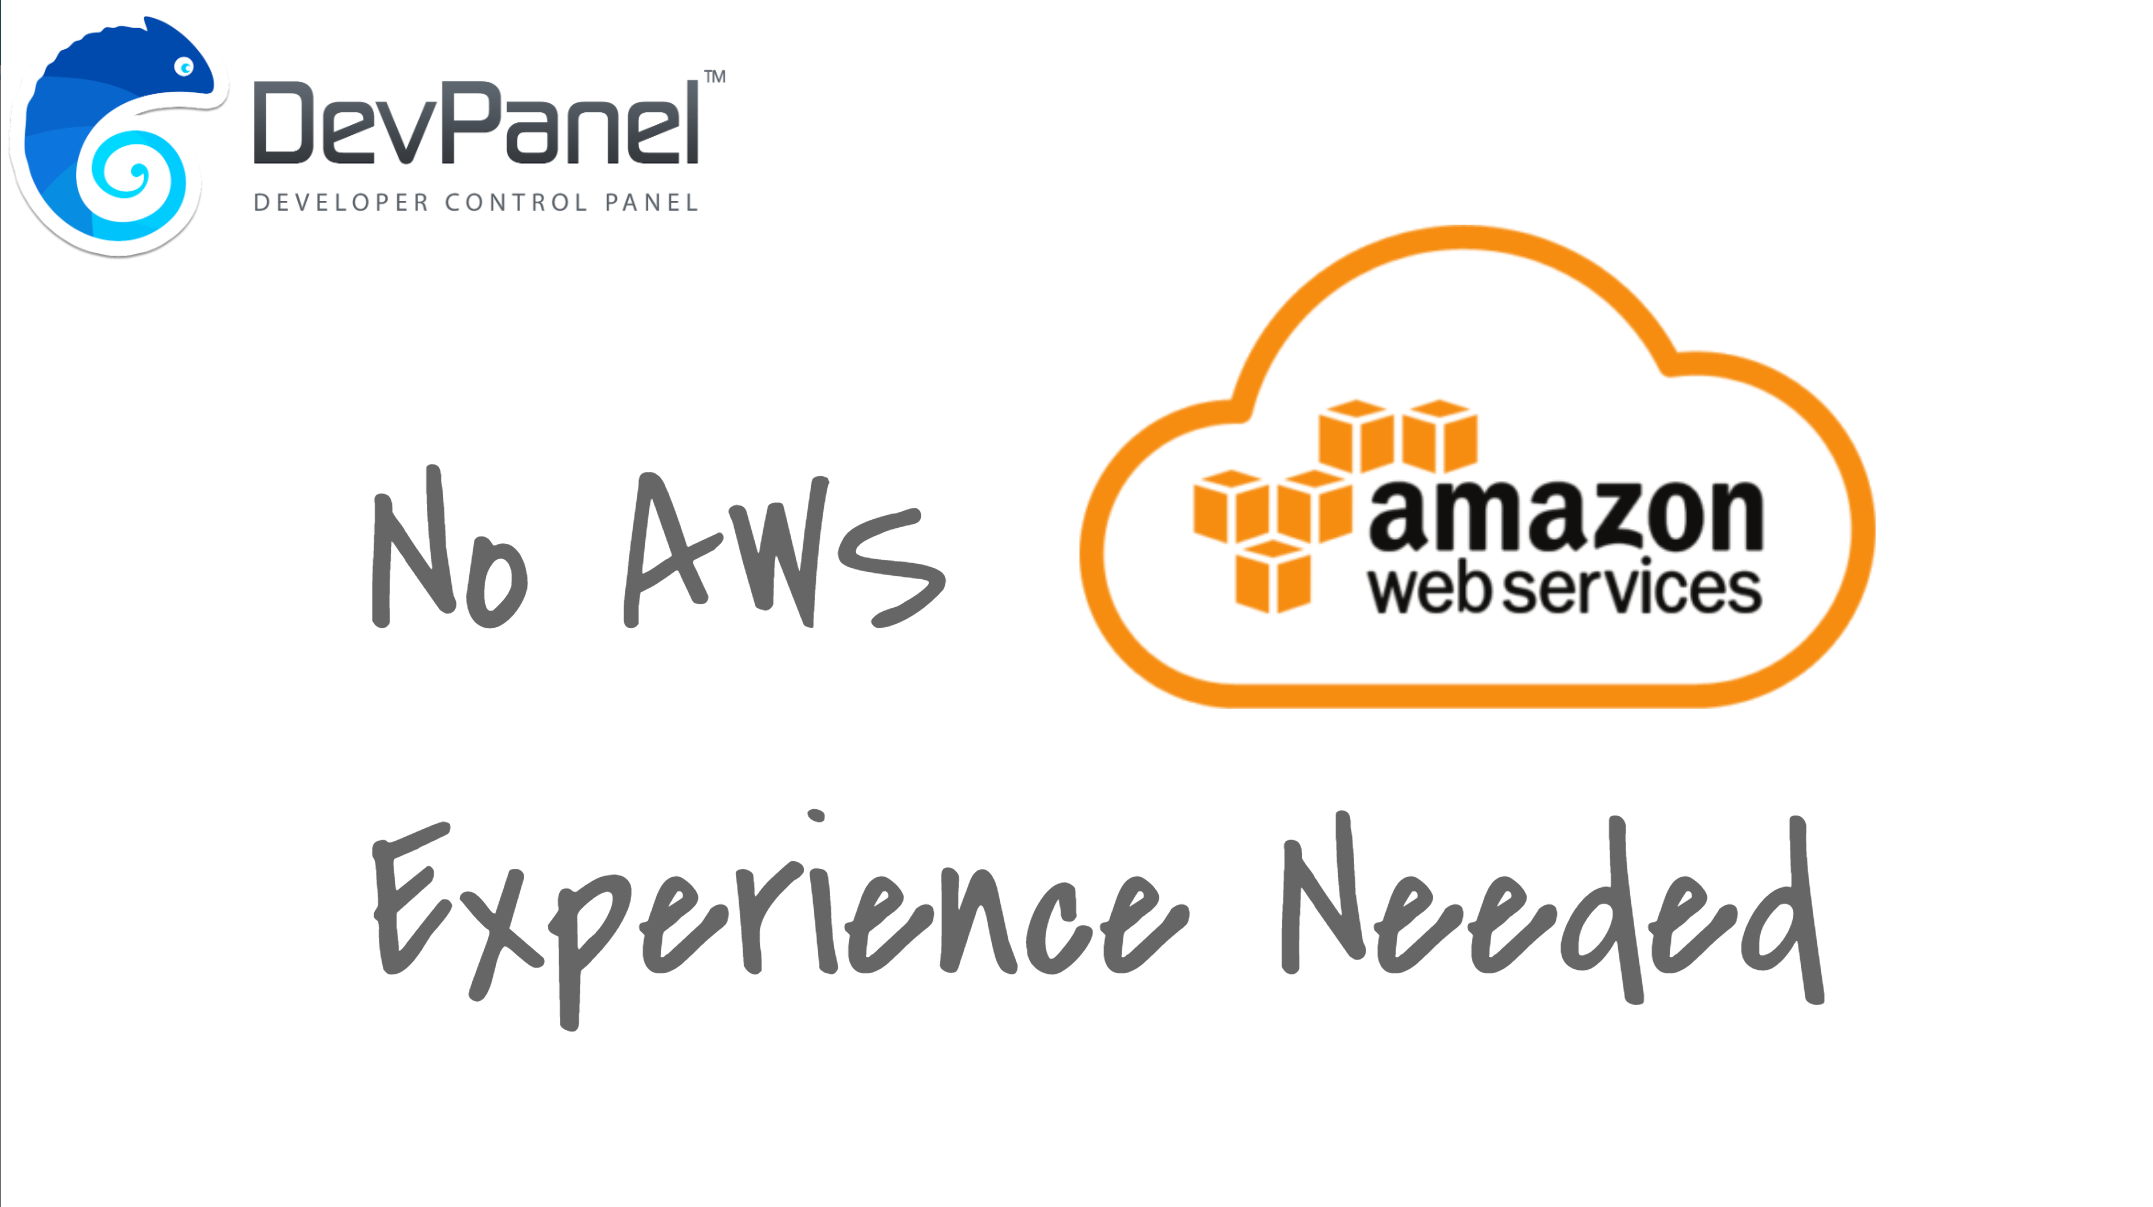 DevPanel™
DEVELOPER CONTROL PANEL
No AWS
amazon
web services
Experience Needed